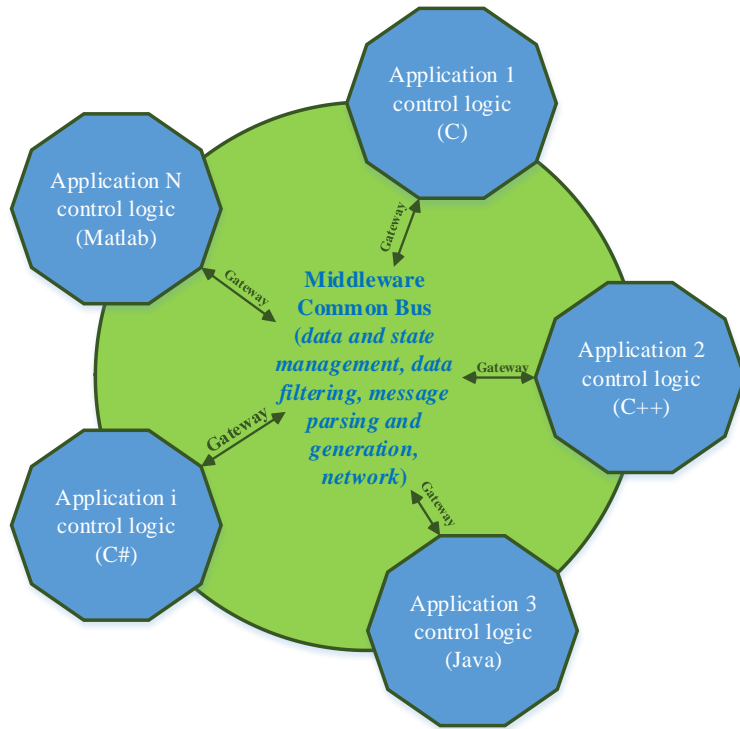 Application 1
control logic
(C)
Application N
control logic
(Matlab)
Gateway
Gateway
Middleware
Common Bus
(data and state
management, data
filtering, message
parsing and
generation,
network)
Gateway
Application 2
control logic
(C++)
Gateway
Gateway
Application i
control logic
(C#)
Application 3
control logic
(Java)